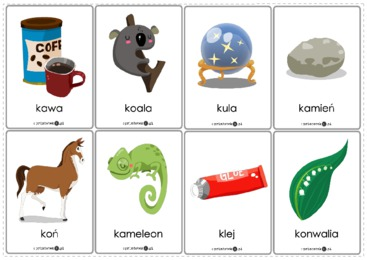 COFF
kawa
koala
kula
kamień
koń
kameleon
GLUE
klej
konwalia